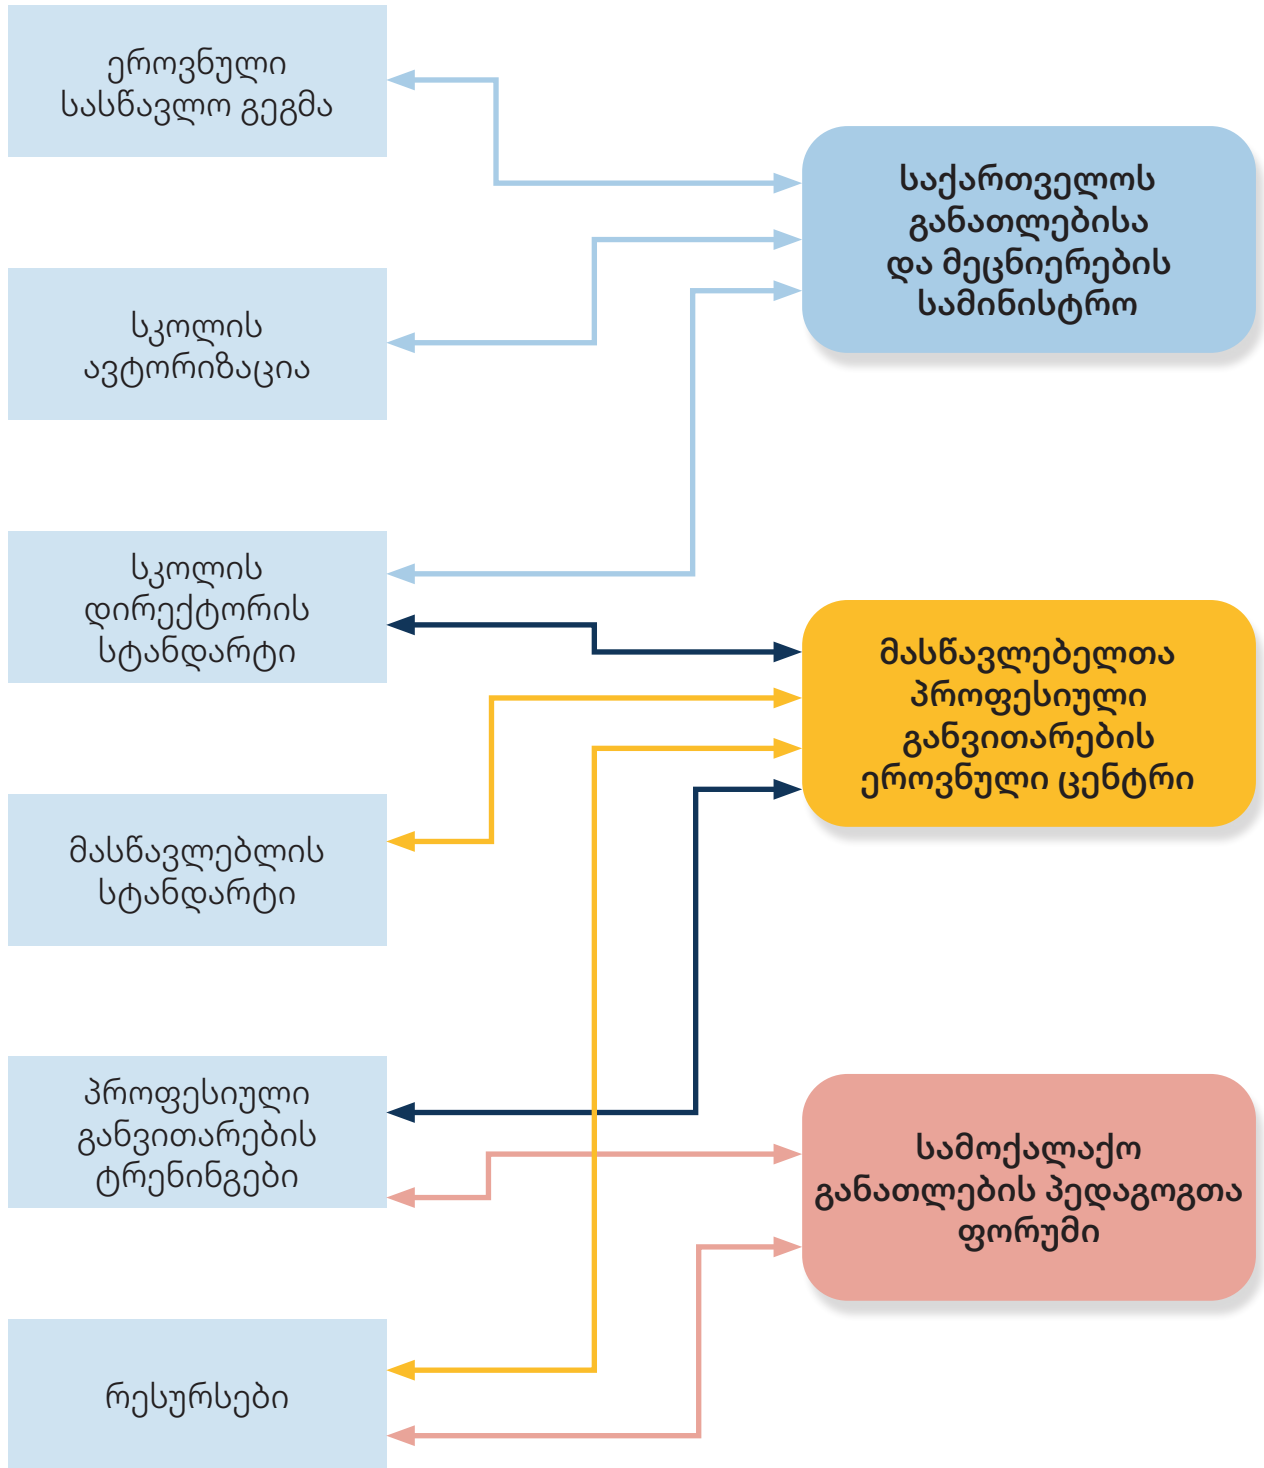 ეროვნული
სასწავლო გეგმა
სკოლის
ავტორიზაცია
სკოლის
დირექტორის
სტანდარტი
მასწავლებლის
სტანდარტი
პროფესიული
განვითარების
ტრენინგები
რესურსები
საქართველოს
განათლებისა
და მეცნიერების
სამინისტრო
მასწავლებელთა
პროფესიული
განვითარების
ეროვნული ცენტრი
სამოქალაქო
განათლების პედაგოგთა
ფორუმი